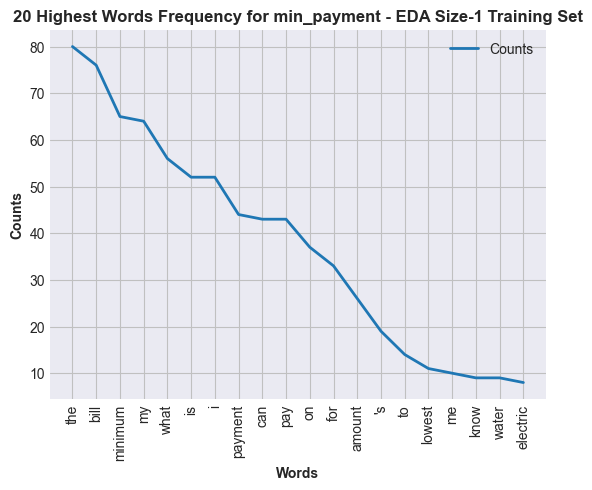 20 Highest Words Frequency for min_payment - EDA Size-1 Training Set
Counts
80
70
60
50
40
30
20
10
Counts
the
bill
minimum
my
what
is
i
payment
can
pay
on
for
amount
's
to
lowest
me
know
water
electric
Words